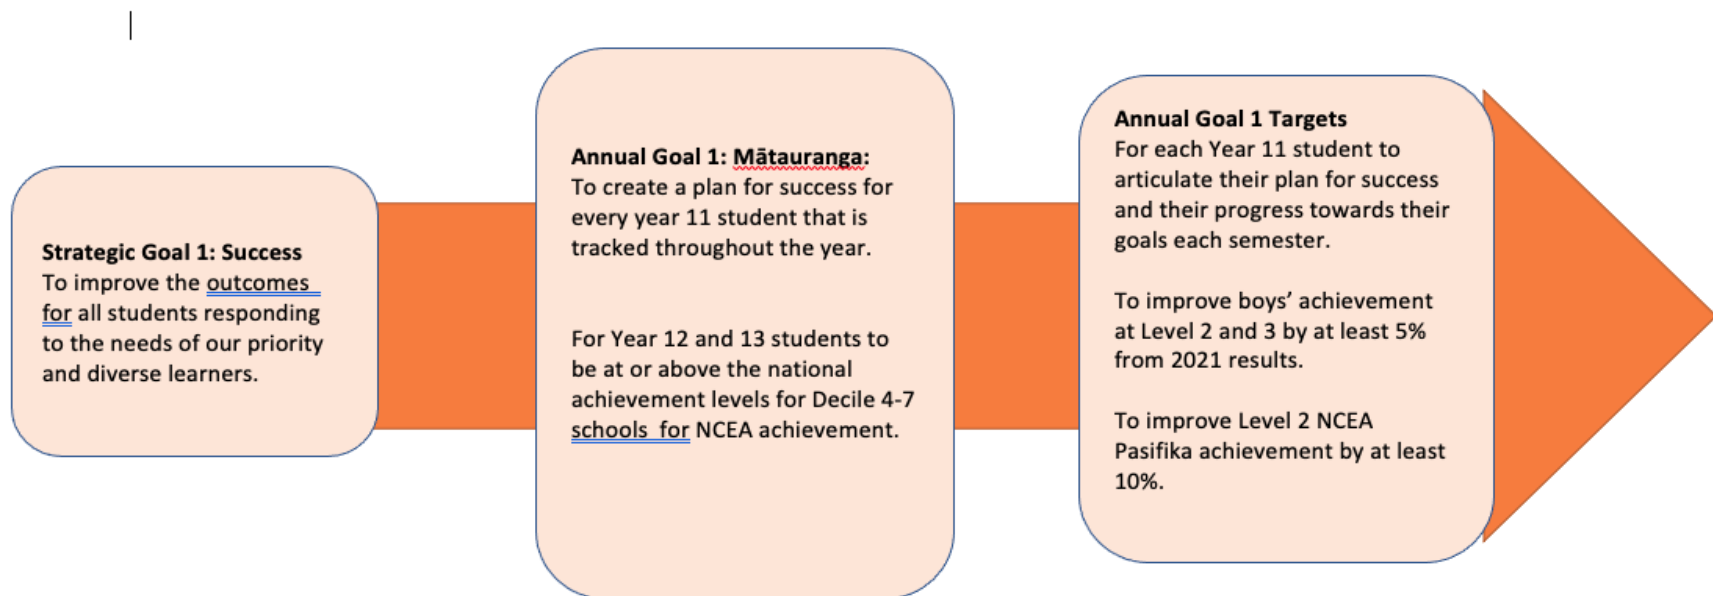 Strategic Goal 1: Success
To improve the outcomes
for all students responding
to the needs of our priority
and diverse learners.
Annual Goal 1: Mātauranga:
To create a plan for success for
every year 11 student that is
tracked throughout the year.
For Year 12 and 13 students to
be at or above the national
achievement levels for Decile 4-7
schools  for NCEA achievement.
Annual Goal 1 Targets
For each Year 11 student to
articulate their plan for success
and their progress towards their
goals each semester.
To improve boys’ achievement
at Level 2 and 3 by at least 5%
from 2021 results.
To improve Level 2 NCEA
Pasifika achievement by at least
10%.